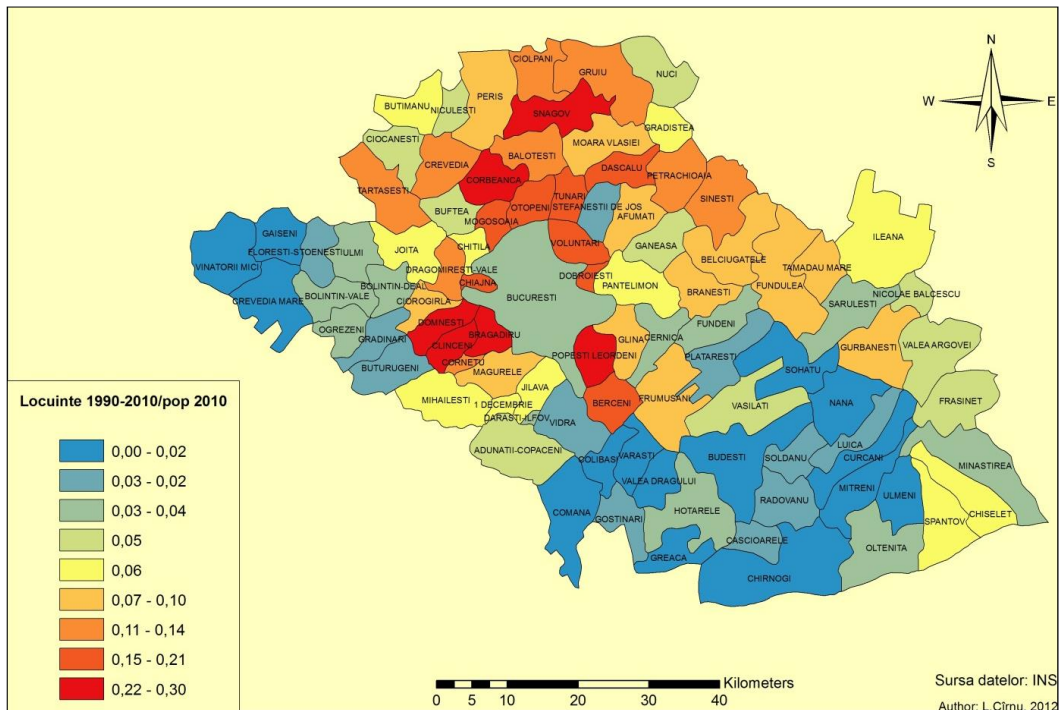 N
W E
S
CIOLPANI
GRUIU
NUCI
PERIS
BUTIMANU
NICULESTI
SNAGOV
GRADISTEA
CIOCANESTI
MOARA VLASIEI
BALOTESTI
CREVEDIA
DASCALU
PETRACHIOAIA
CORBEANCA
TARTASESTI
SINESTI
TUNARI
OTOPENI
STEFANESTII DE JOS
BUFTEA
AFUMATI
MOGOSOAIA
GAISENI
ILEANA
VOLUNTARI
GANEASA
CHITILA
JOITA
FLORESTI-STOENESTI
ULMI
BELCIUGATELE
VINATORII MICI
DRAGOMIRESTI-VALE
TAMADAU MARE
DOBROIESTI
CHIAJNA
PANTELIMON
FUNDULEA
BOLINTIN-DEAL
BRANESTI
NICOLAE BALCESCU
BOLINTIN-VALE
BUCURESTI
CREVEDIA MARE
CIOROGIRLA
SARULESTI
DOMNESTI
FUNDENI
OGREZENI
BRAGADIRU
GLINA
CERNICA
GRADINARI
CLINCENI
VALEA ARGOVEI
GURBANESTI
POPESTI LEORDENI
PLATARESTI
CORNETU
BUTURUGENI
SOHATU
MAGURELE
JILAVA
MIHAILESTI
FRUMUSANI
FRASINET
NANA
BERCENI
1 DECEMBRIE
VASILATI
DARASTI-ILFOV
VIDRA
LUICA
ADUNATII-COPACENI
BUDESTI
SOLDANU
COLIBASI
VARASTI
CURCANI
MINASTIREA
VALEA DRAGULUI
MITRENI
RADOVANU
ULMENI
HOTARELE
COMANA
CHISELET
GOSTINARI
SPANTOV
CASCIOARELE
OLTENITA
GREACA
CHIRNOGI
Locuinte 1990-2010/pop 2010
0,00 - 0,02
0,03 - 0,02
0,03 - 0,04
0,05
0,06
0,07 - 0,10
0,11 - 0,14
0,15 - 0,21
0,22 - 0,30
Kilometers
0 5 10 20 30 40
Sursa datelor: INS
Author: L.Cîrnu, 2012